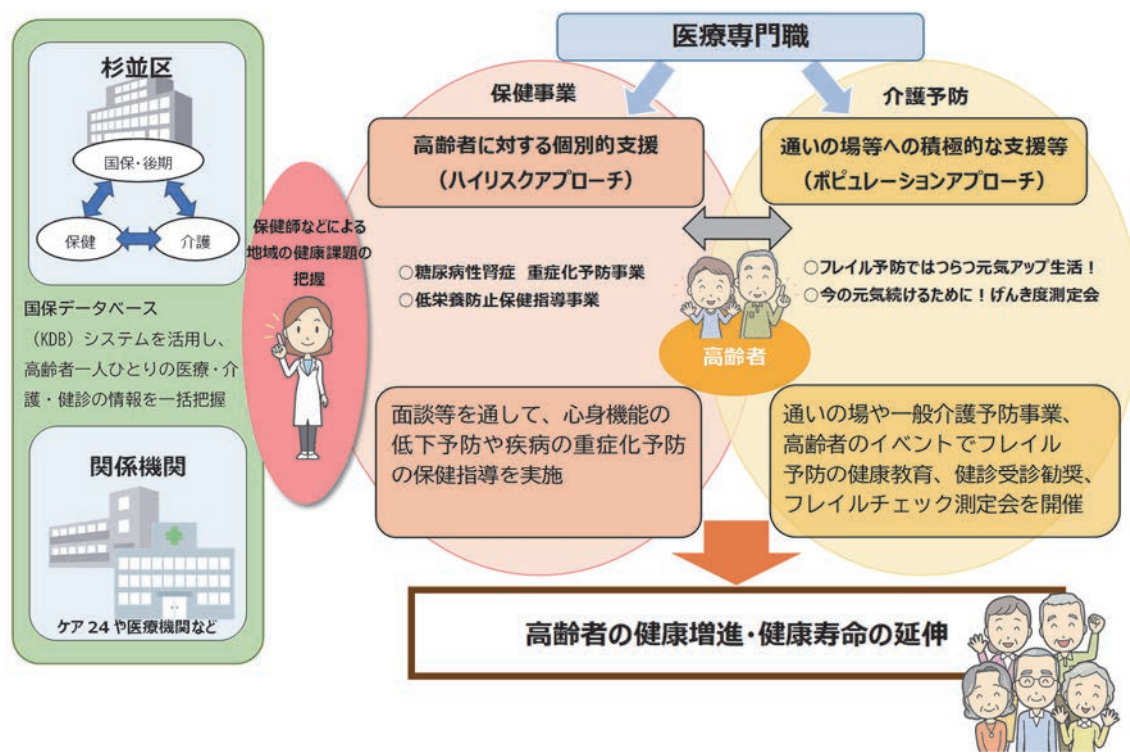 杉並区
国保・後期
保健
介護
国保データベース
（KDB）システムを活用し、
高齢者一人ひとりの医療・介
護・健診の情報を一括把握
関係機関
ケア24や医療機関など
保健師などによる
地域の健康課題の
把握
医療専門職
保健事業
高齢者に対する個別的支援
（ハイリスクアプローチ）
○糖尿病性腎症 重症化予防事業
○低栄養防止保健指導事業
面談等を通して、心身機能の
低下予防や疾病の重症化予防
の保健指導を実施
介護予防
通いの場等への積極的な支援等
（ポピュレーションアプローチ）
○フレイル予防ではつらつ元気アップ生活！
○今の元気続けるために！げんき度測定会
高齢者
通いの場や一般介護予防事業、
高齢者のイベントでフレイル
予防の健康教育、健診受診勧奨、
フレイルチェック測定会を開催
高齢者の健康増進・健康寿命の延伸